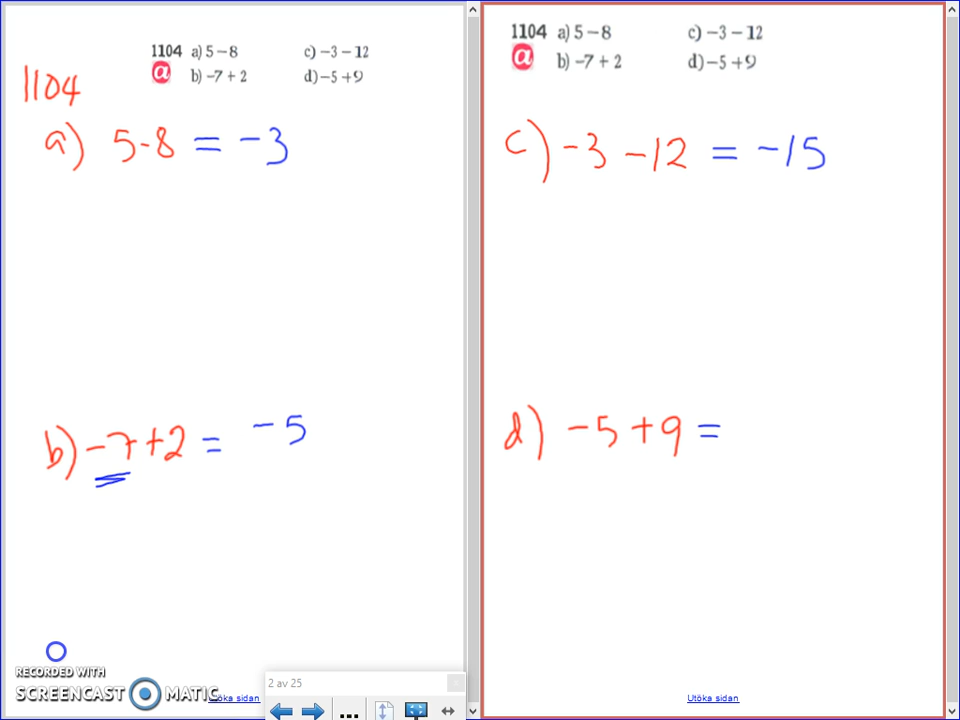 1104 a) 5 – 8 c) –3 – 12
a b) –7 + 2 d) –5 + 9
1104
a) 5-8 = -3
b) -7+2 = -5
RECORDED WITH
SCREENCAST MATIC
Utöka sidan
2 av 25
...
1104 a) 5 – 8 c) –3 – 12
a b) –7 + 2 d) –5 + 9
c) -3 -12 = -15
d) -5 +9 =
Utöka sidan